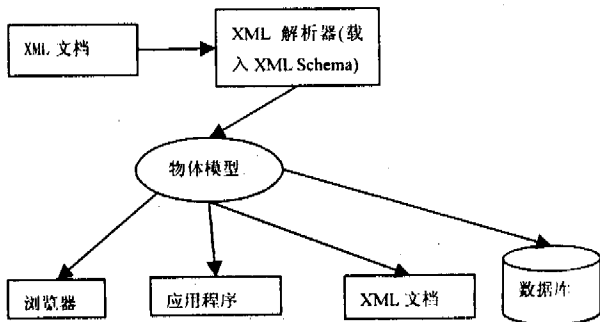 XML 文档
XML 解析器(载
入 XML Schema)
物体模型
浏览器
应用程序
XML 文档
数据库